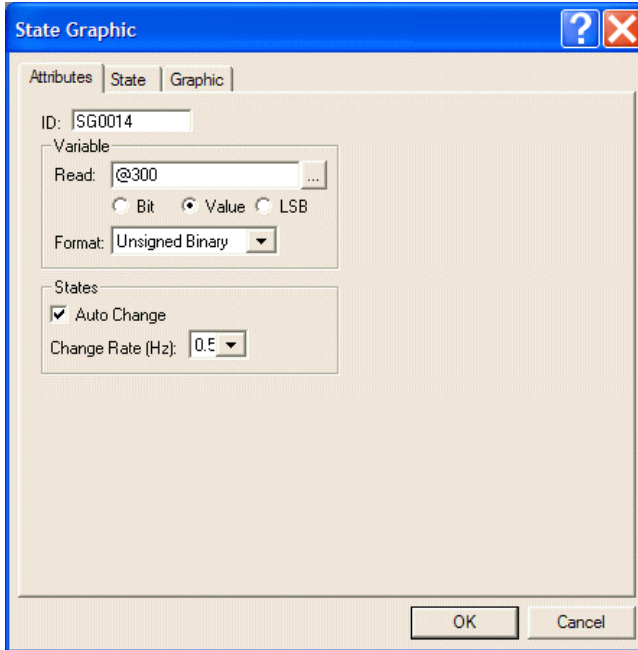 State Graphic
Attributes State Graphic
ID: SG0014
Variable
Read: @300 ...
Bit Value LSB
Format: Unsigned Binary
States
Auto Change
Change Rate (Hz): 0.5
OK Cancel